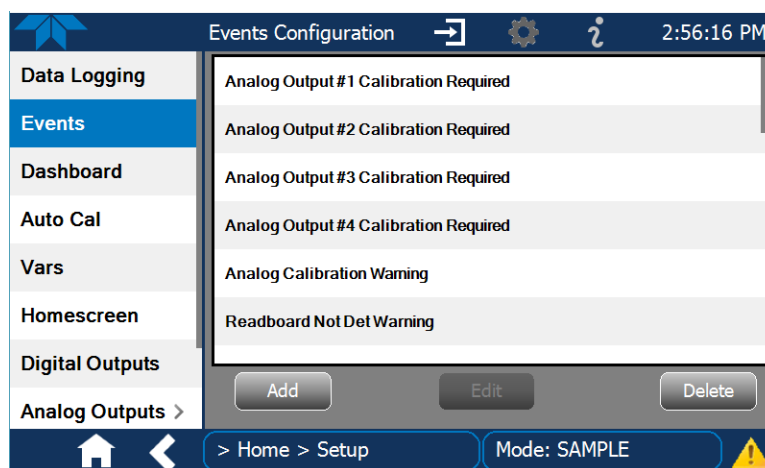 Events Configuration
2:56:16 PM
Data Logging
Events
Dashboard
Auto Cal
Vars
Homescreen
Digital Outputs
Analog Outputs >
Analog Output #1 Calibration Required
Analog Output #2 Calibration Required
Analog Output #3 Calibration Required
Analog Output #4 Calibration Required
Analog Calibration Warning
Readboard Not Det Warning
Add
Edit
Delete
> Home > Setup
Mode: SAMPLE